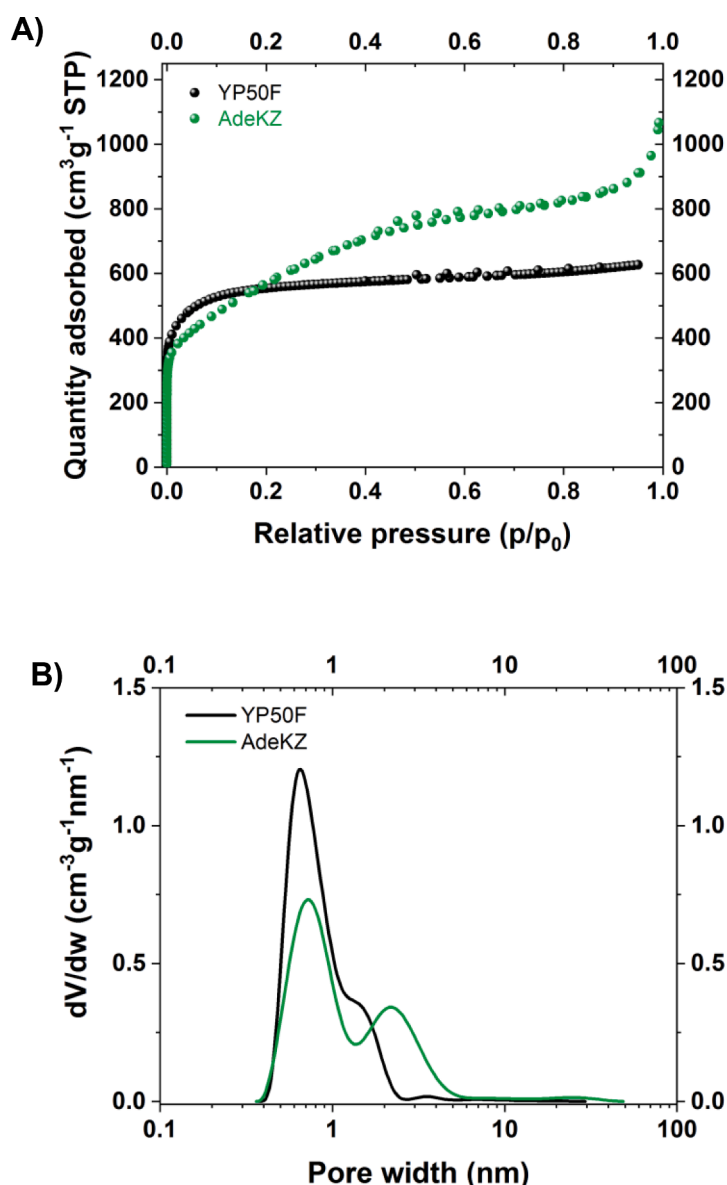 A)
0.0 0.2 0.4 0.6 0.8 1.0
1200 1200
1000 1000
800 800
600 600
400 400
200 200
0 0
YP50F
AdeKZ
Quantity adsorbed (cm³g⁻¹ STP)
0.0 0.2 0.4 0.6 0.8 1.0
Relative pressure (p/p₀)
B)
0.1 1 10 100
1.5 1.5
1.0 1.0
0.5 0.5
0.0 0.0
YP50F
AdeKZ
dV/dw (cm⁻³g⁻¹nm⁻¹)
0.1 1 10 100
Pore width (nm)